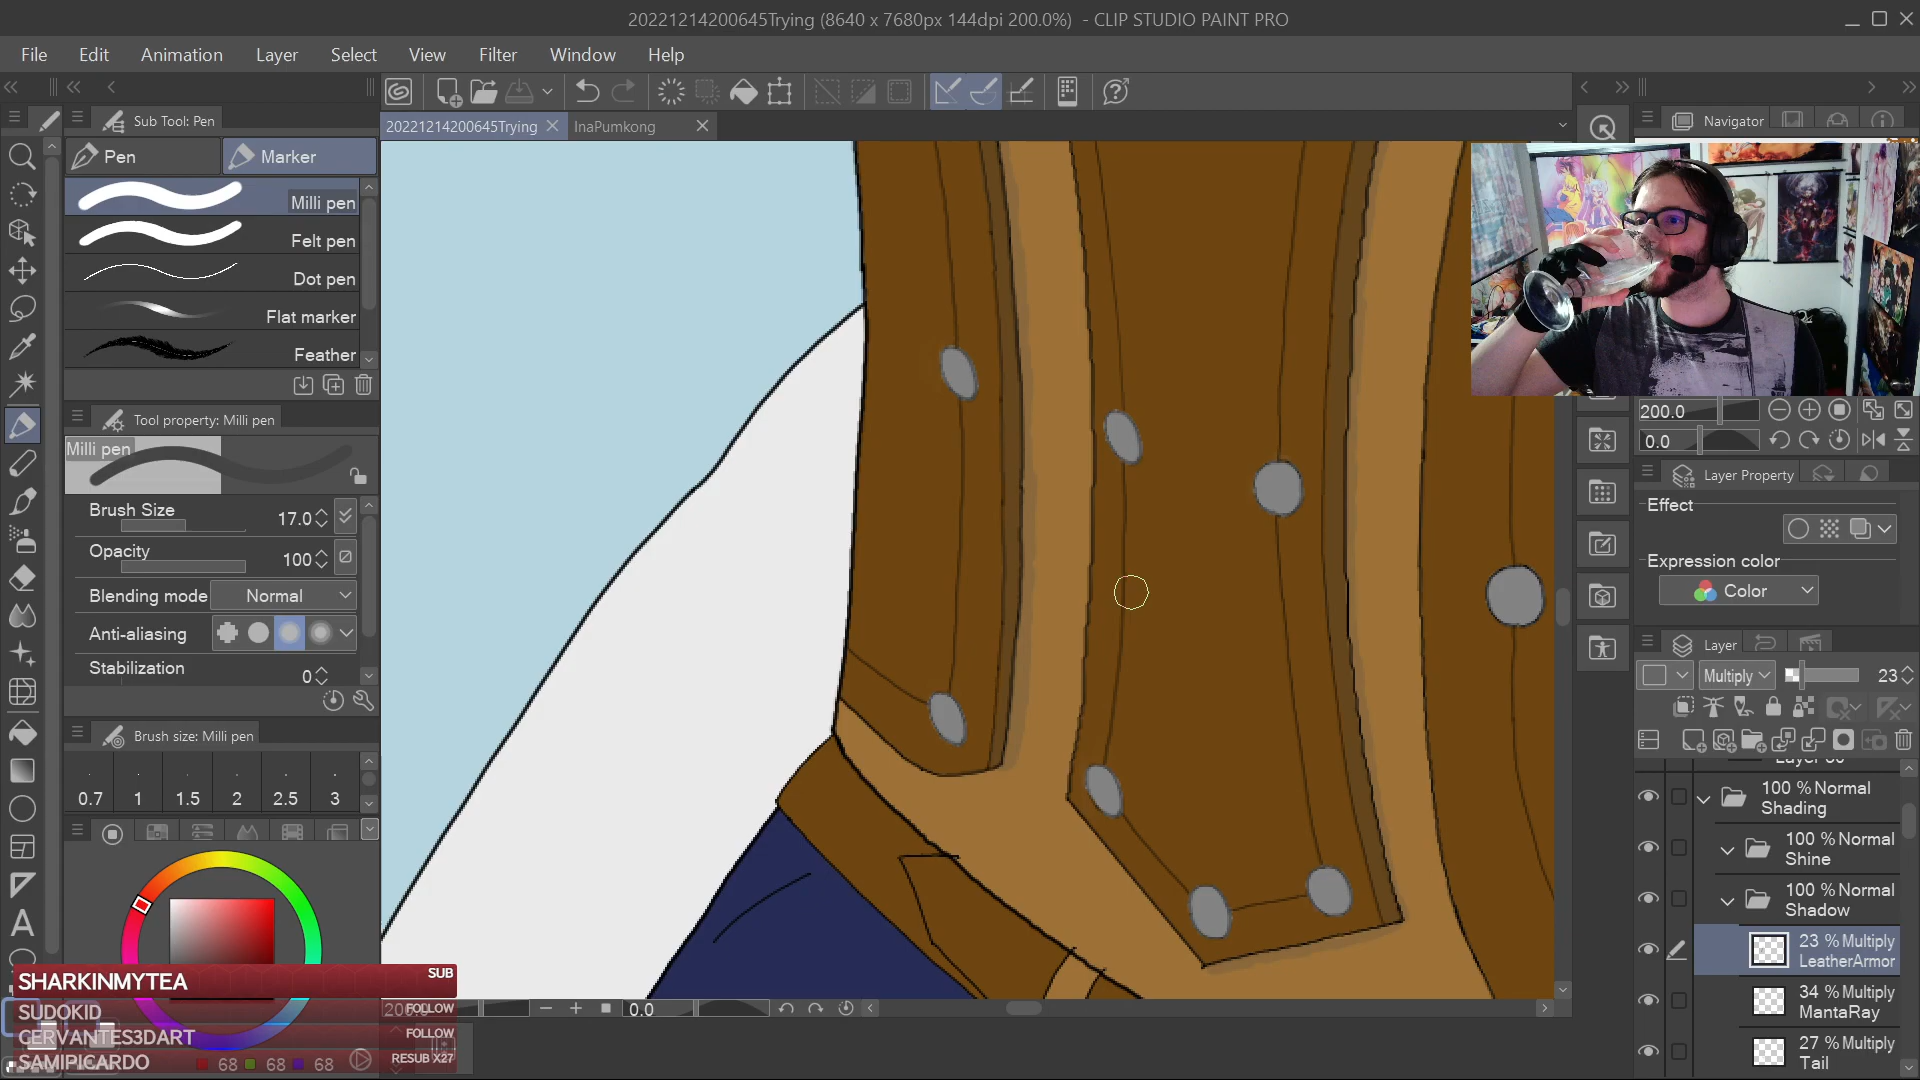 20221214200645Trying (8640 x 7680px 144dpi 200.0%) - CLIP STUDIO PAINT PRO
File Edit Animation Layer Select View Filter Window Help
Sub Tool: Pen
Navigator
20221214200645Trying InaPumkong
Pen Marker
Milli pen
Felt pen
Dot pen
Flat marker
Feather
Tool property: Milli pen
Milli pen
Brush Size 17.0
Opacity 100
Blending mode Normal
Anti-aliasing
Stabilization 0
Brush size: Milli pen
0.7 1 1.5 2 2.5 3
200.0
0.0
Layer Property
Effect
Expression color
Color
Layer
Multiply 23
100 % Normal
Shading
100 % Normal
Shine
100 % Normal
Shadow
23 % Multiply
LeatherArmor
34 % Multiply
MantaRay
27 % Multiply
Tail
SHARKINMYTEA SUB
SUDOKID FOLLOW
CERVANTES3DART FOLLOW
SAMIPICARDO RESUB X27
68 68 68
0.0